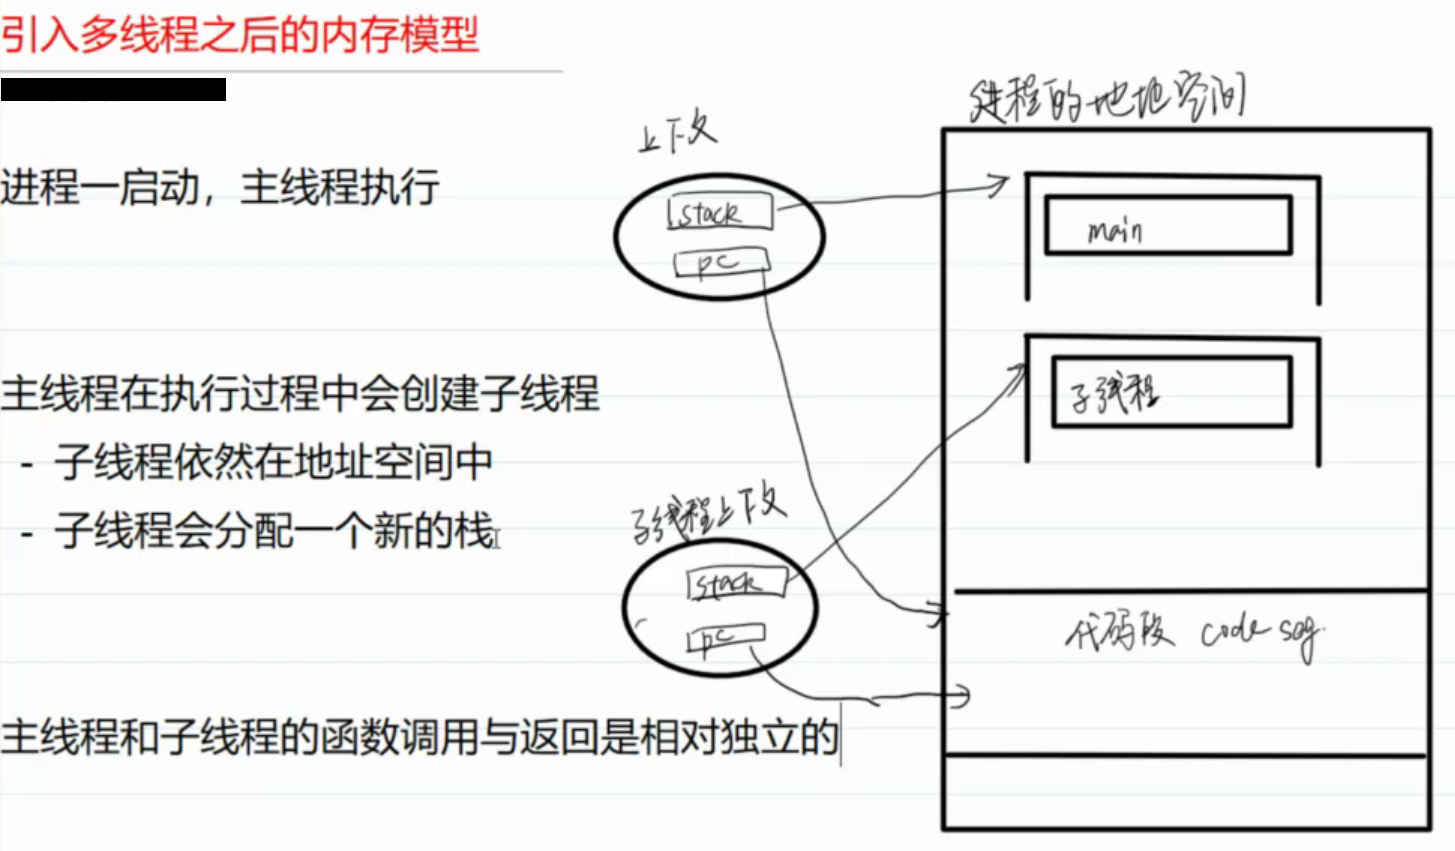 引入多线程之后的内存模型
进程一启动，主线程执行
主线程在执行过程中会创建子线程
- 子线程依然在地址空间中
- 子线程会分配一个新的栈
主线程和子线程的函数调用与返回是相对独立的
上下文
stack
pc
子线程上下文
stack
pc
进程的地址空间
main
子线程
代码段 code seg.